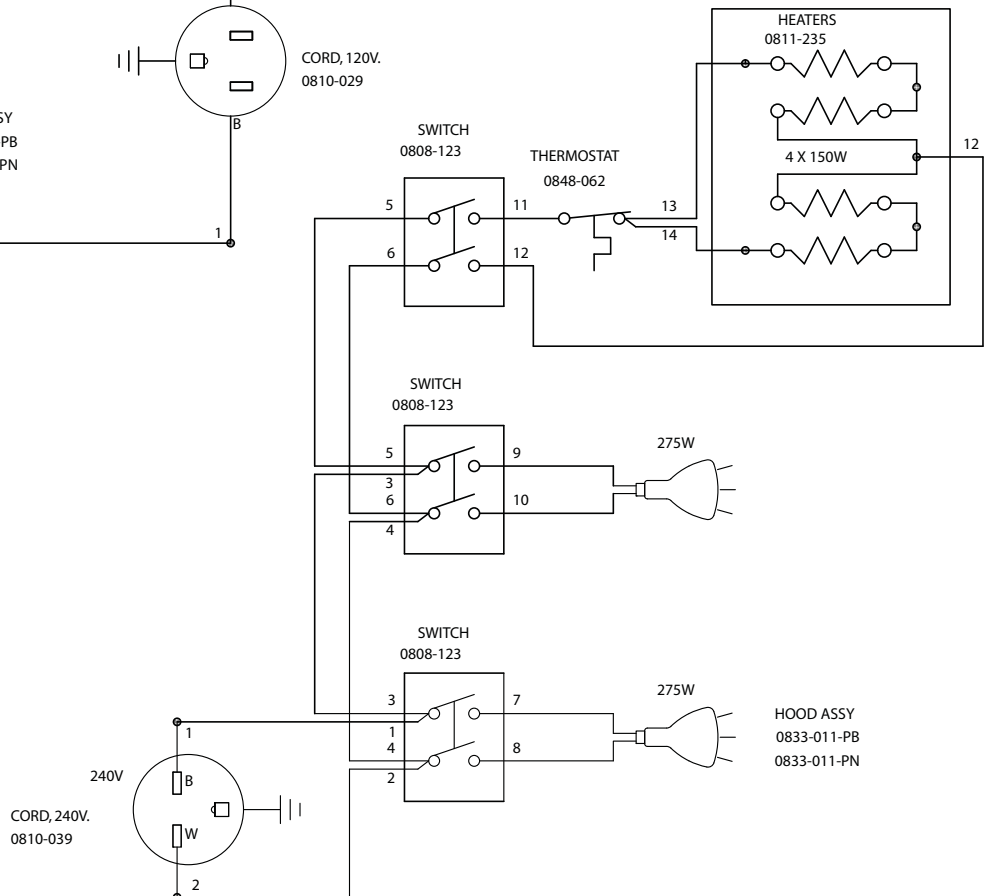 HEATERS
0811-235
CORD, 120V.
0810-029
SY
-PB
-PN
B
SWITCH
0808-123
THERMOSTAT
0848-062
4 X 150W
12
5
11
13
14
1
6
12
SWITCH
0808-123
5
9
3
6
10
4
275W
SWITCH
0808-123
3
7
1
4
8
2
275W
HOOD ASSY
0833-011-PB
0833-011-PN
1
240V
B
CORD, 240V.
0810-039
W
2